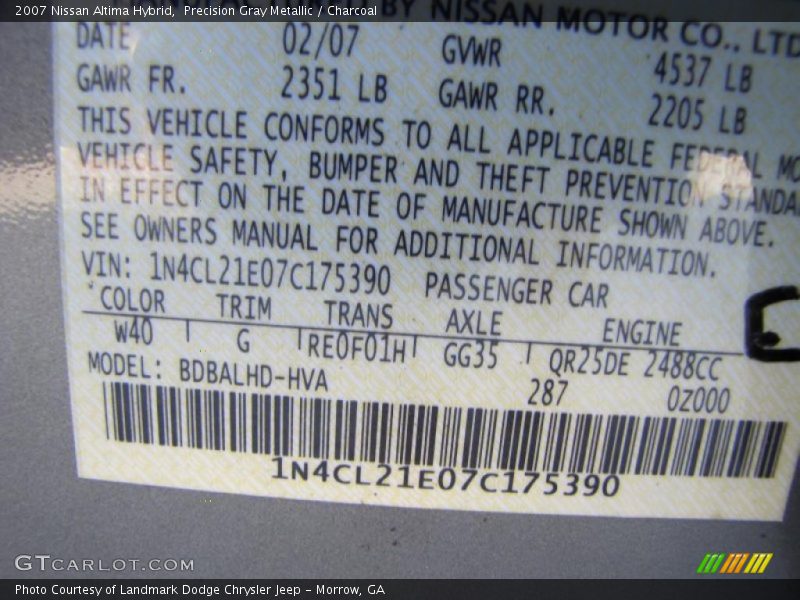 2007 Nissan Altima Hybrid,  Precision Gray Metallic / Charcoal
BY NISSAN MOTOR CO., LTD
DATE 02/07 GVWR 4537 LB
GAWR FR. 2351 LB GAWR RR. 2205 LB
THIS VEHICLE CONFORMS TO ALL APPLICABLE FEDERAL MO
VEHICLE SAFETY, BUMPER AND THEFT PREVENTION STANDA
IN EFFECT ON THE DATE OF MANUFACTURE SHOWN ABOVE.
SEE OWNERS MANUAL FOR ADDITIONAL INFORMATION.
VIN: 1N4CL21E07C175390 PASSENGER CAR
COLOR TRIM TRANS AXLE ENGINE
W40 G RE0F01H GG35 QR25DE 2488CC
MODEL: BDBALHD-HVA 287 0Z000
1N4CL21E07C175390
GTCARLOT.COM
Photo Courtesy of Landmark Dodge Chrysler Jeep – Morrow, GA